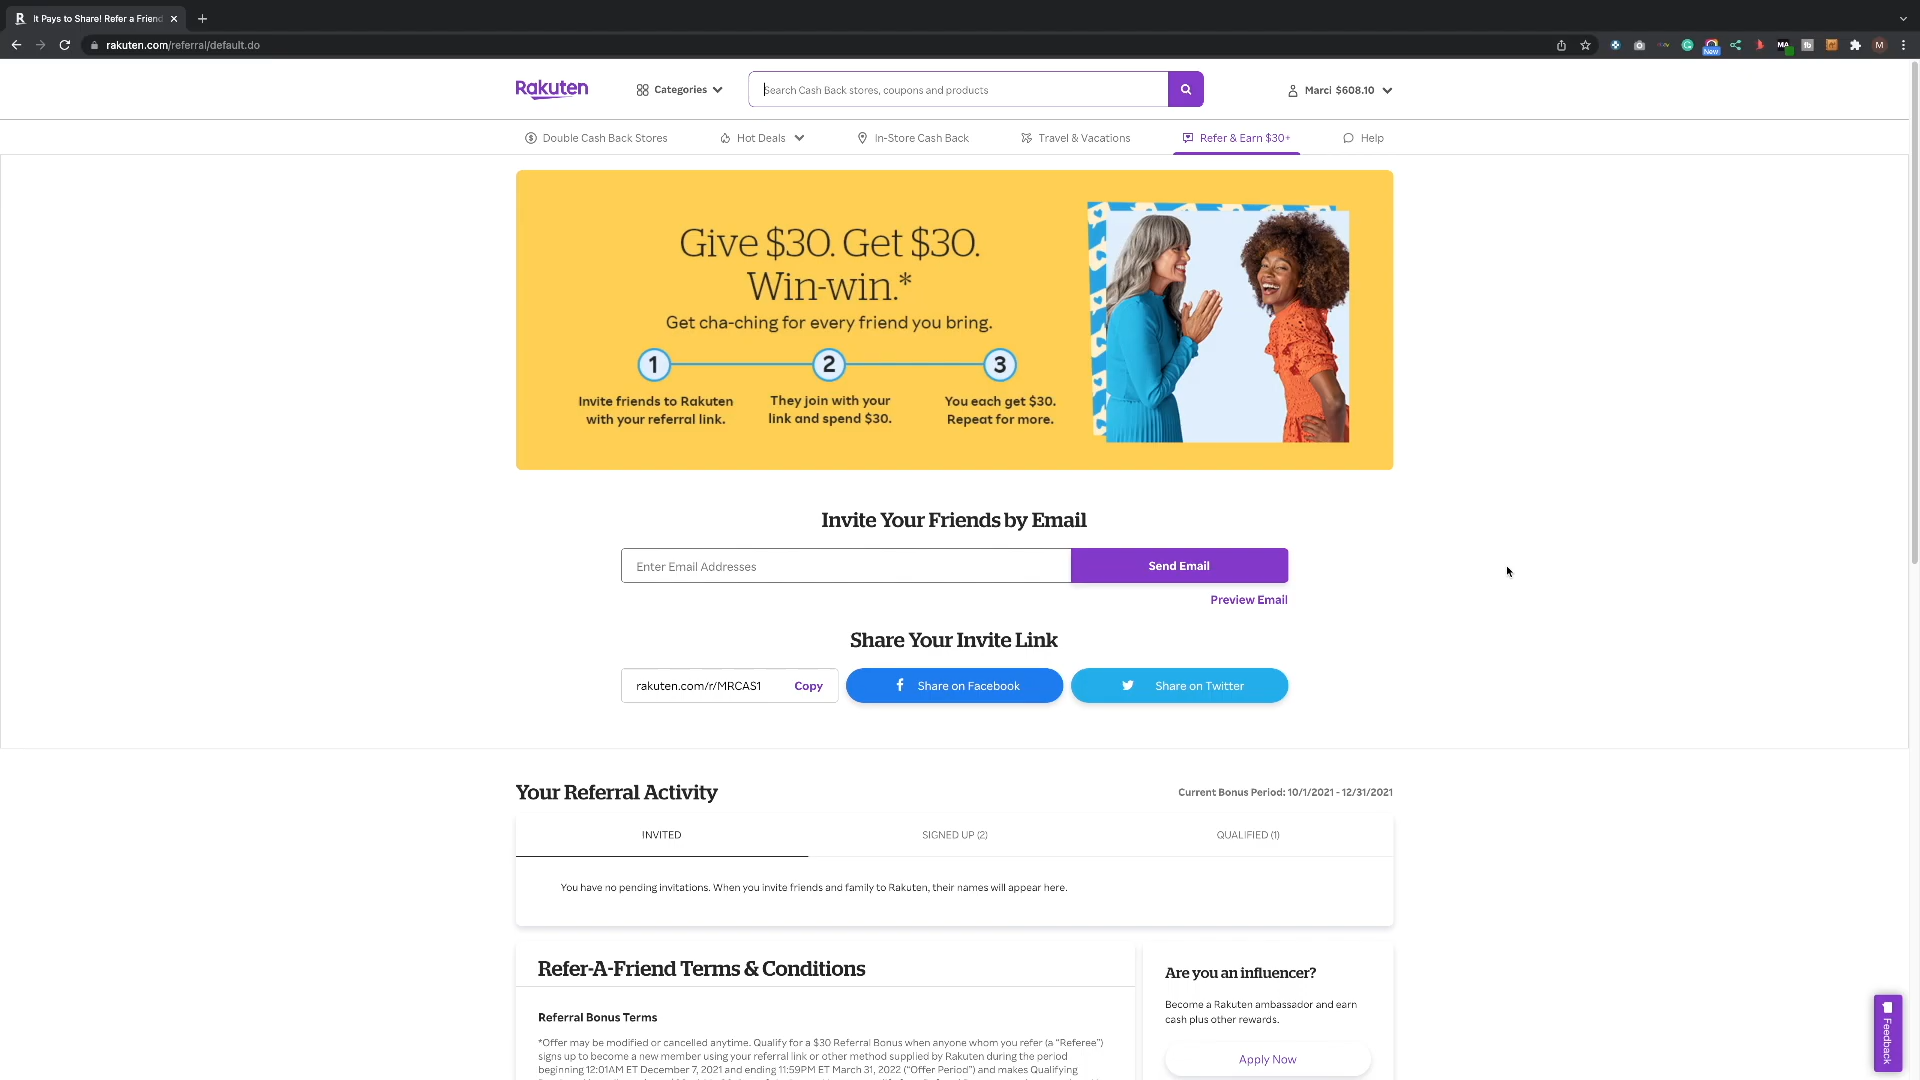 It Pays to Share! Refer a Friend
rakuten.com/referral/default.do
New
MA
M
Rakuten
Categories
Search Cash Back stores, coupons and products
Marci $608.10
Double Cash Back Stores
Hot Deals
In-Store Cash Back
Travel & Vacations
Refer & Earn $30+
Help
Give $30. Get $30.
Win-win.*
Get cha-ching for every friend you bring.
1
2
3
Invite friends to Rakuten
with your referral link.
They join with your
link and spend $30.
You each get $30.
Repeat for more.
Invite Your Friends by Email
Enter Email Addresses
Send Email
Preview Email
Share Your Invite Link
rakuten.com/r/MRCAS1
Copy
Share on Facebook
Share on Twitter
Your Referral Activity
Current Bonus Period: 10/1/2021 - 12/31/2021
INVITED
SIGNED UP (2)
QUALIFIED (1)
You have no pending invitations. When you invite friends and family to Rakuten, their names will appear here.
Refer-A-Friend Terms & Conditions
Referral Bonus Terms
*Offer may be modified or cancelled anytime. Qualify for a $30 Referral Bonus when anyone whom you refer (a “Referee”)
signs up to become a new member using your referral link or other method supplied by Rakuten during the period
beginning 12:01AM ET December 7, 2021 and ending 11:59PM ET March 31, 2022 (“Offer Period”) and makes Qualifying
Are you an influencer?
Become a Rakuten ambassador and earn
cash plus other rewards.
Apply Now
Feedback